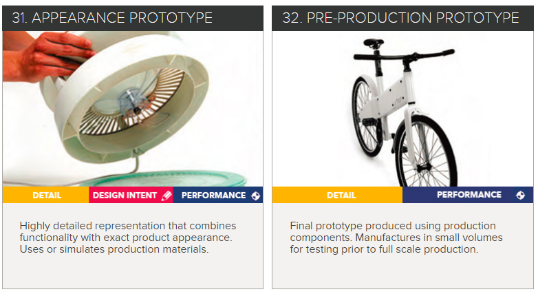 31. APPEARANCE PROTOTYPE
DETAIL
DESIGN INTENT
PERFORMANCE
Highly detailed representation that combines
functionality with exact product appearance.
Uses or simulates production materials.
32. PRE-PRODUCTION PROTOTYPE
DETAIL
PERFORMANCE
Final prototype produced using production
components. Manufactures in small volumes
for testing prior to full scale production.